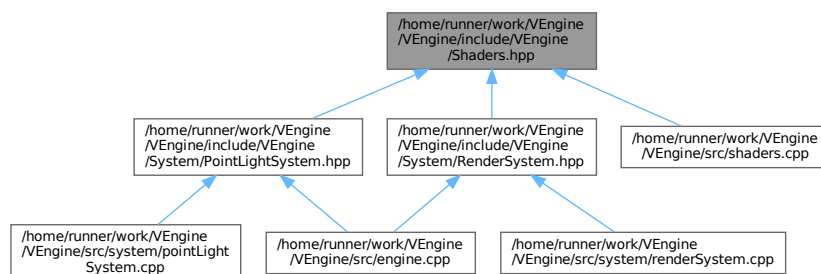 /home/runner/work/VEngine
/VEngine/include/VEngine
/Shaders.hpp
/home/runner/work/VEngine
/VEngine/include/VEngine
/System/PointLightSystem.hpp
/home/runner/work/VEngine
/VEngine/include/VEngine
/System/RenderSystem.hpp
/home/runner/work/VEngine
/VEngine/src/shaders.cpp
/home/runner/work/VEngine
/VEngine/src/system/pointLight
System.cpp
/home/runner/work/VEngine
/VEngine/src/engine.cpp
/home/runner/work/VEngine
/VEngine/src/system/renderSystem.cpp